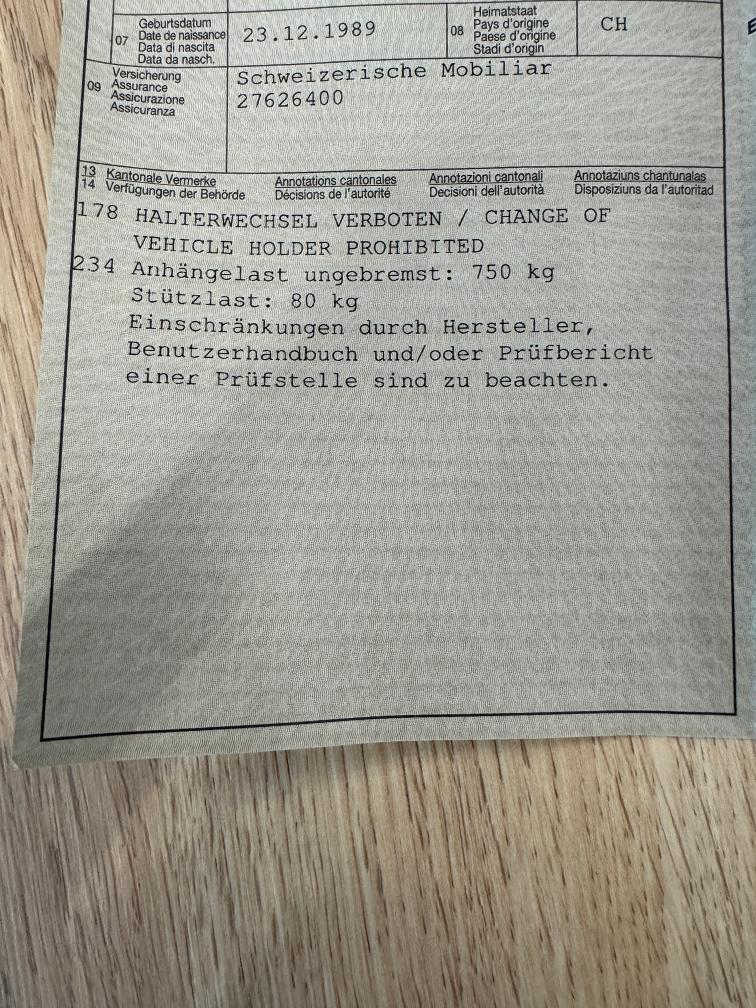 07
Geburtsdatum
Date de naissance
Data di nascita
Data da nasch.
23.12.1989
08
Heimatstaat
Pays d'origine
Paese d'origine
Stadi d'origin
CH
09
Versicherung
Assurance
Assicurazione
Assicuranza
Schweizerische Mobiliar
27626400
13
14
Kantonale Vermerke
Verfügungen der Behörde
Annotations cantonales
Décisions de l'autorité
Annotazioni cantonali
Decisioni dell'autorità
Annotaziuns chantunalas
Disposiziuns da l'autoritad
178 HALTERWECHSEL VERBOTEN / CHANGE OF
VEHICLE HOLDER PROHIBITED
234 Anhängelast ungebremst: 750 kg
Stützlast: 80 kg
Einschränkungen durch Hersteller,
Benutzerhandbuch und/oder Prüfbericht
einer Prüfstelle sind zu beachten.